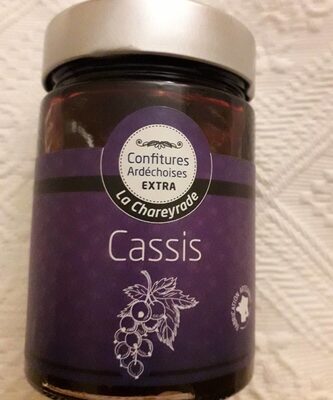 Confitures
Ardéchoises
EXTRA
La Chareyrade
Cassis